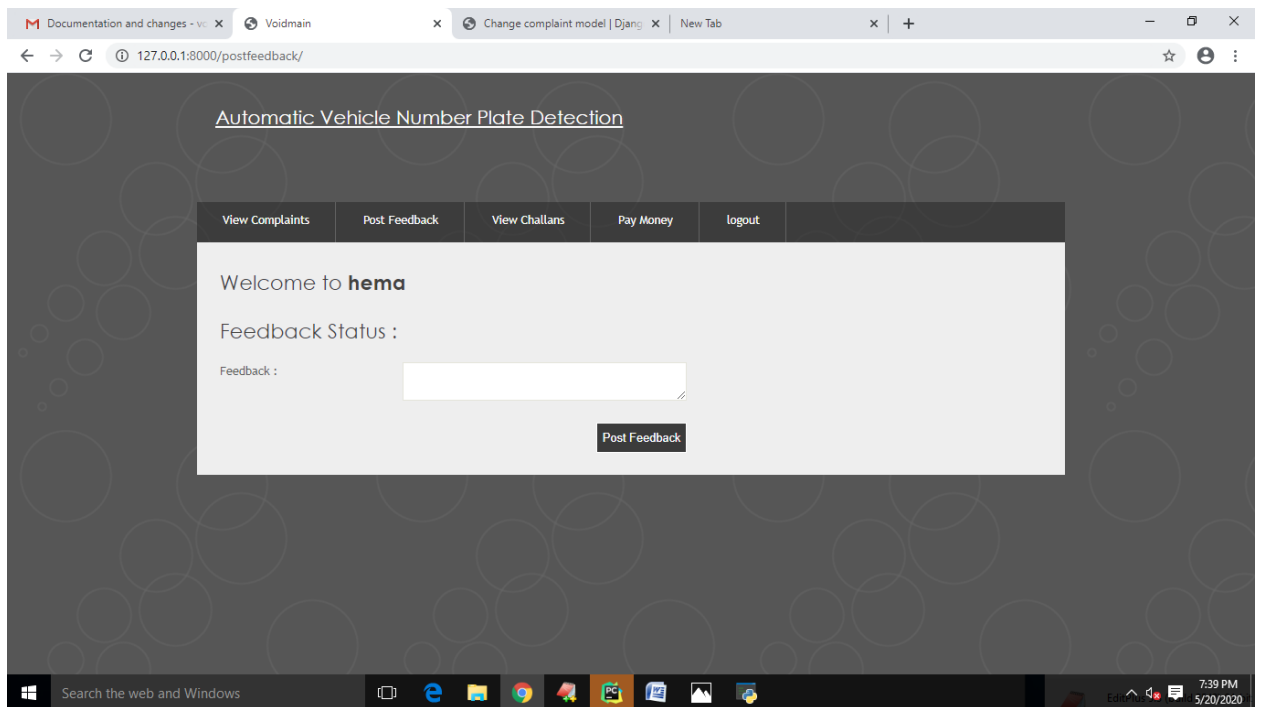 Documentation and changes - vo
Voidmain
Change complaint model | Djang
New Tab
127.0.0.1:8000/postfeedback/
Automatic Vehicle Number Plate Detection
View Complaints Post Feedback View Challans Pay Money logout
Welcome to hema
Feedback Status :
Feedback :
Post Feedback
Search the web and Windows
7:39 PM
5/20/2020